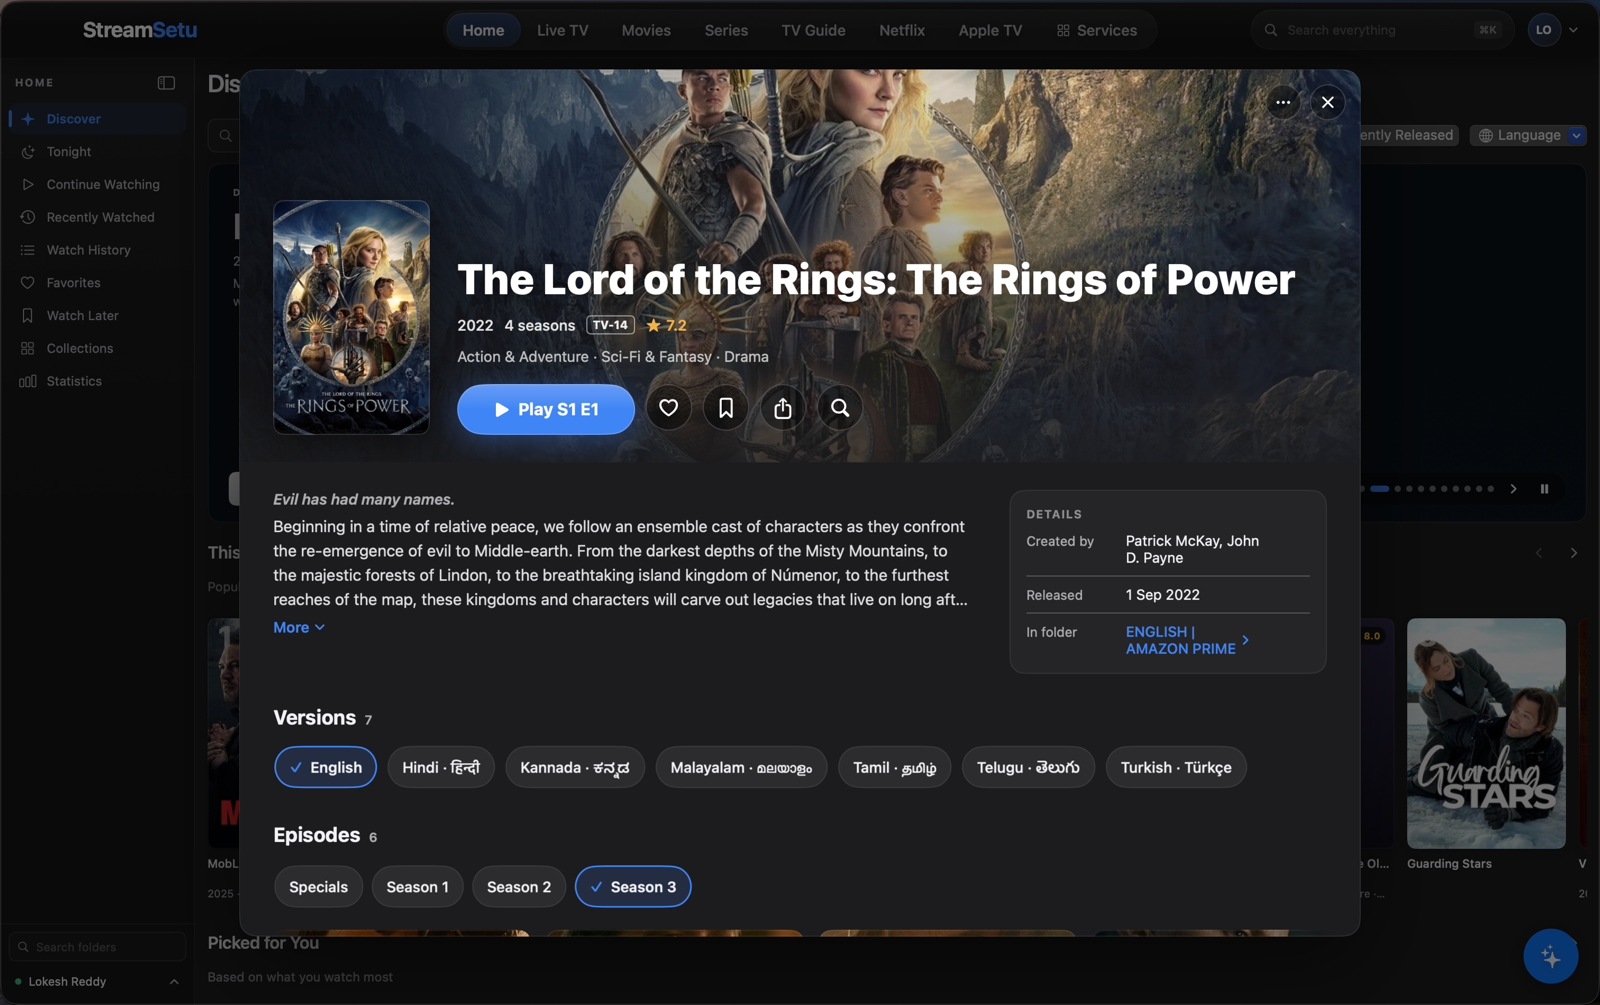 StreamSetu
Home
Live TV
Movies
Series
TV Guide
Netflix
Apple TV
Services
Search everything
⌘K
LO
HOME
Discover
Tonight
Continue Watching
Recently Watched
Watch History
Favorites
Watch Later
Collections
Statistics
Search folders
Lokesh Reddy
Language
THE LORD OF THE RINGS
THE RINGS OF POWER
The Lord of the Rings: The Rings of Power
2022 4 seasons TV-14 ★ 7.2
Action & Adventure · Sci-Fi & Fantasy · Drama
Play S1 E1
Evil has had many names.
Beginning in a time of relative peace, we follow an ensemble cast of characters as they confront
the re-emergence of evil to Middle-earth. From the darkest depths of the Misty Mountains, to
the majestic forests of Lindon, to the breathtaking island kingdom of Númenor, to the furthest
reaches of the map, these kingdoms and characters will carve out legacies that live on long aft...
More
DETAILS
Created by Patrick McKay, John
D. Payne
Released 1 Sep 2022
In folder ENGLISH |
AMAZON PRIME
Versions 7
English
Hindi · हिन्दी
Kannada · ಕನ್ನಡ
Malayalam · മലയാളം
Tamil · தமிழ்
Telugu · తెలుగు
Turkish · Türkçe
Episodes 6
Specials
Season 1
Season 2
Season 3
This
8.0
Guarding
STARS
Guarding Stars
2025
Picked for You
Based on what you watch most